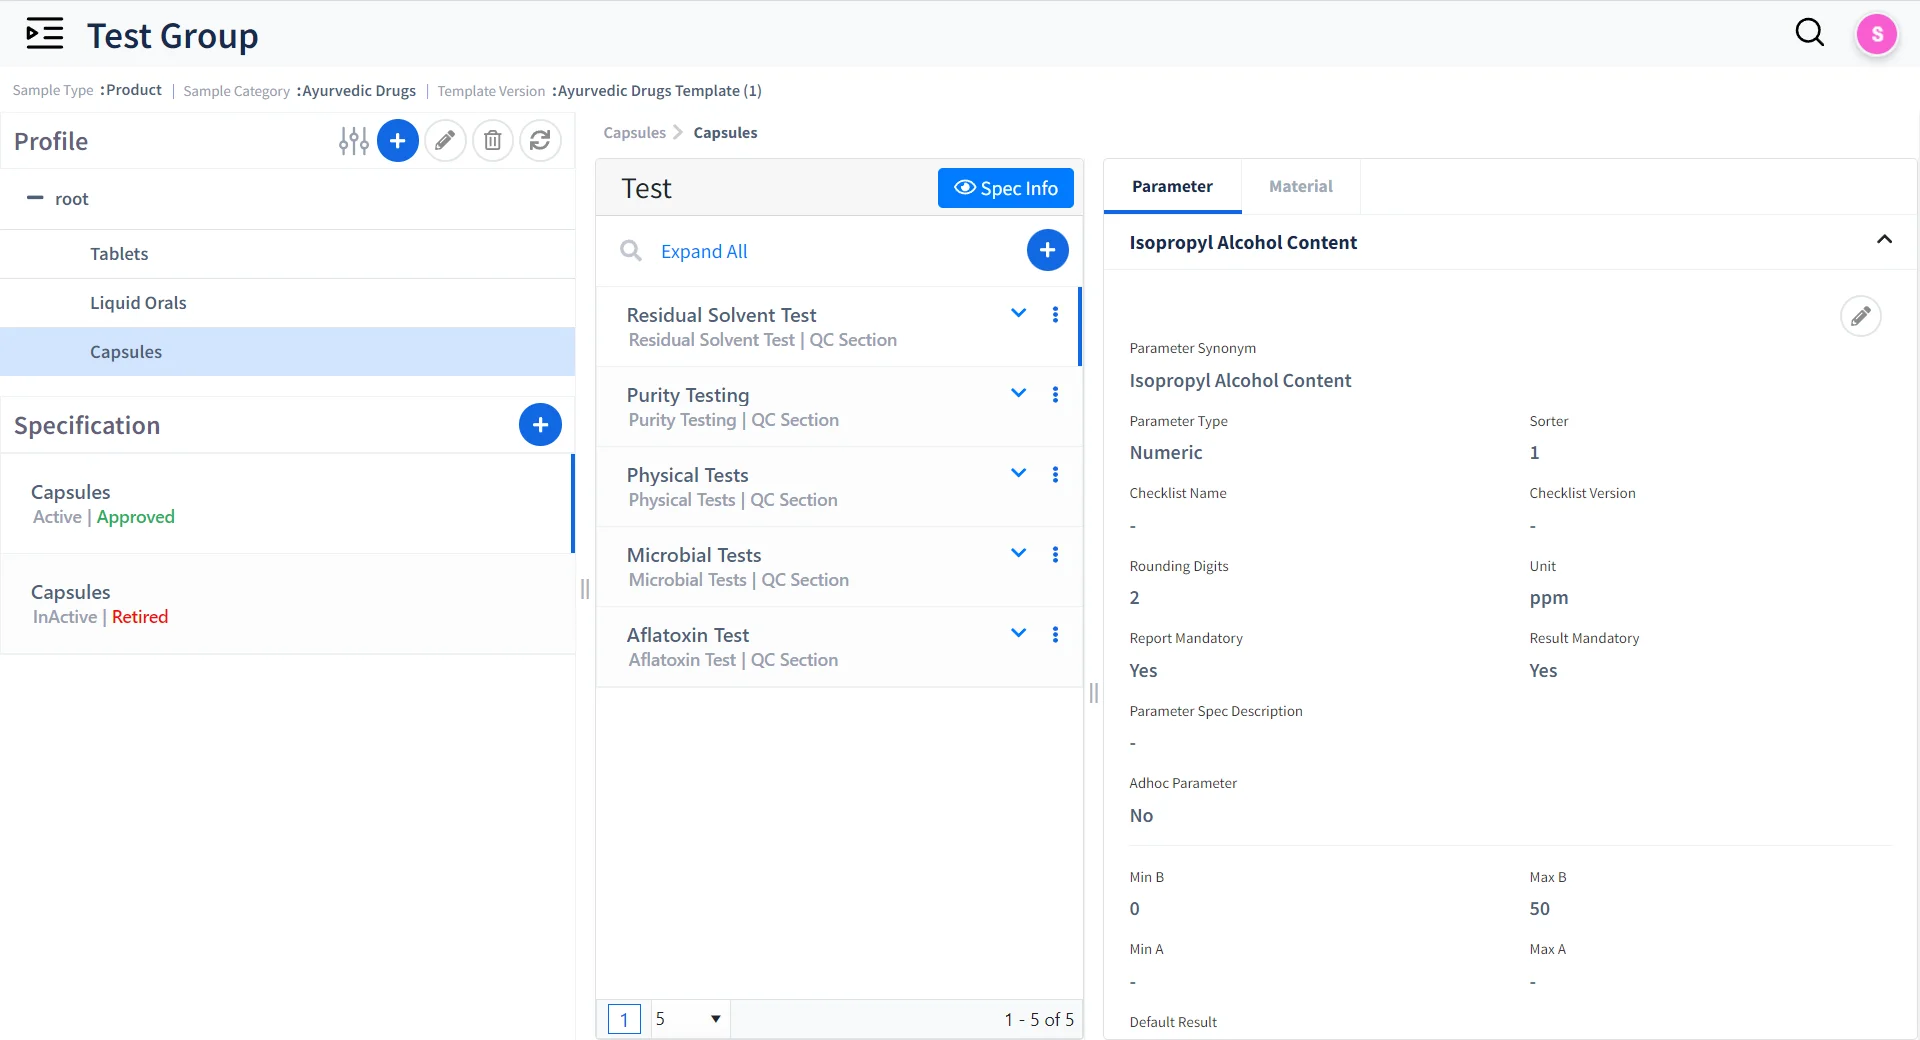 Test Group
S
Sample Type :Product | Sample Category :Ayurvedic Drugs | Template Version :Ayurvedic Drugs Template (1)
Profile
root
Tablets
Liquid Orals
Capsules
Specification
Capsules
Active | Approved
Capsules
InActive | Retired
Capsules Capsules
Test
Spec Info
Expand All
Residual Solvent Test
Residual Solvent Test | QC Section
Purity Testing
Purity Testing | QC Section
Physical Tests
Physical Tests | QC Section
Microbial Tests
Microbial Tests | QC Section
Aflatoxin Test
Aflatoxin Test | QC Section
1 5 1 - 5 of 5
Parameter Material
Isopropyl Alcohol Content
Parameter Synonym
Isopropyl Alcohol Content
Parameter Type Sorter
Numeric 1
Checklist Name Checklist Version
- -
Rounding Digits Unit
2 ppm
Report Mandatory Result Mandatory
Yes Yes
Parameter Spec Description
-
Adhoc Parameter
No
Min B Max B
0 50
Min A Max A
- -
Default Result